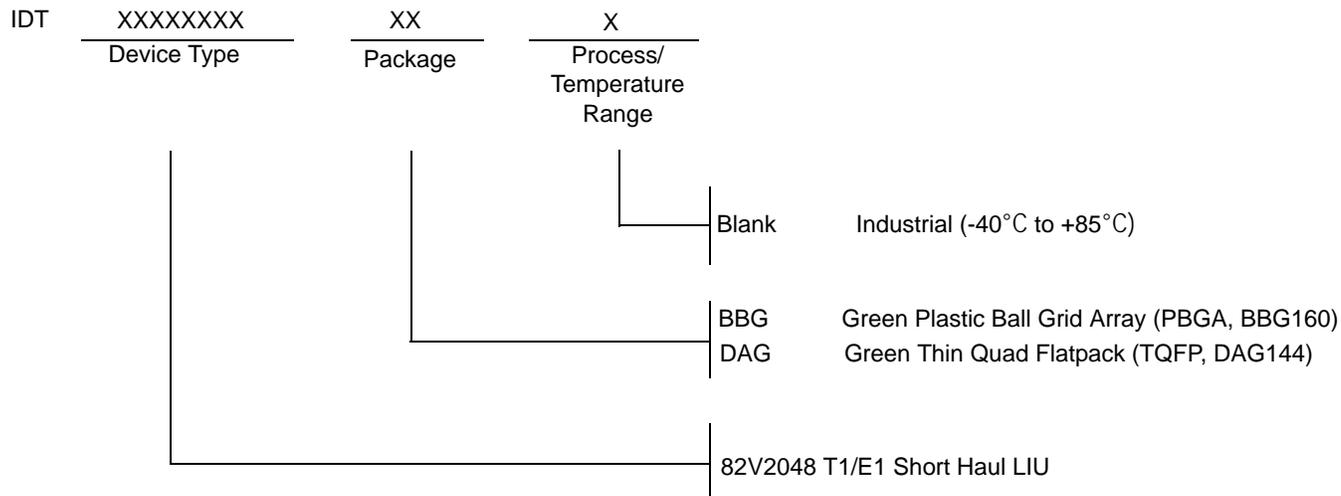 IDT XXXXXXXX XX X
Device Type Package Process/
Temperature
Range
Blank Industrial (-40°C to +85°C)
BBG Green Plastic Ball Grid Array (PBGA, BBG160)
DAG Green Thin Quad Flatpack (TQFP, DAG144)
82V2048 T1/E1 Short Haul LIU